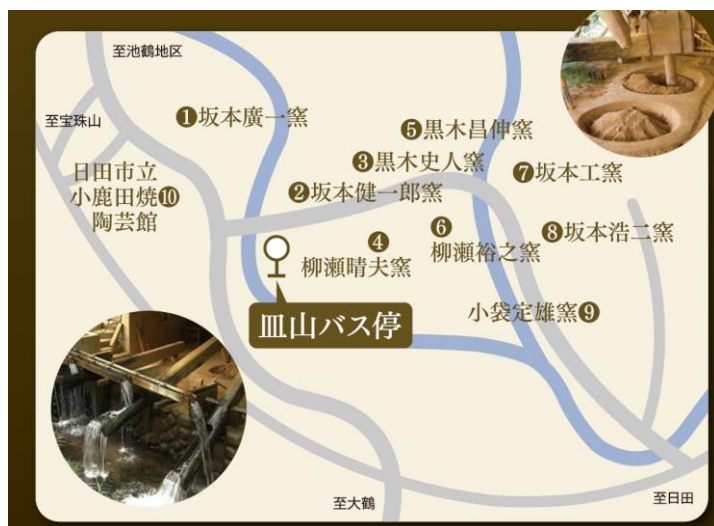 至池鶴地区
至宝珠山
❶坂本廣一窯
❺黒木昌伸窯
❸黒木史人窯
❼坂本工窯
日田市立
小鹿田焼❿
陶芸館
❷坂本健一郎窯
❹
柳瀬晴夫窯
❻
柳瀬裕之窯
❽坂本浩二窯
皿山バス停
小袋定雄窯❾
至大鶴
至日田